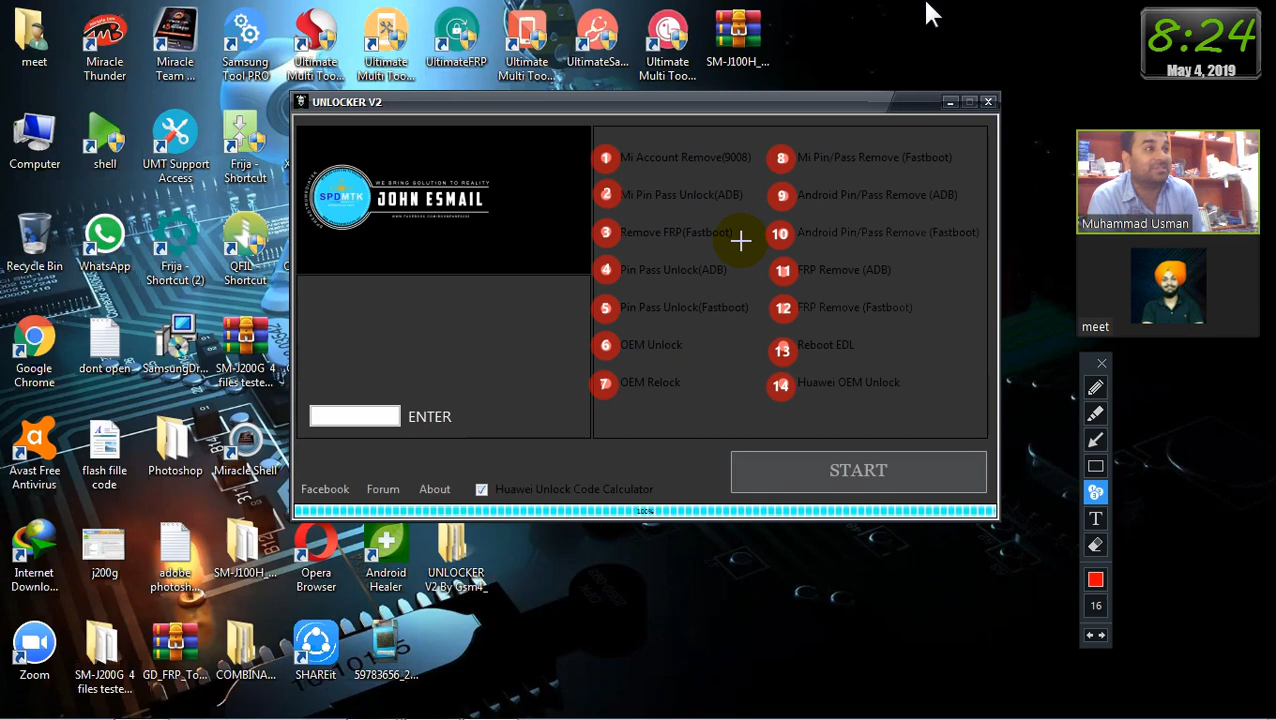 meet
Miracle
Thunder
Miracle
Team ...
Samsung
Tool PRO
Ultimate
Multi Too...
Ultimate
Multi Too...
UltimateFRP
Ultimate
Multi Too...
UltimateSa...
Ultimate
Multi Too...
SM-J100H_...
8:24
May 4, 2019
Computer
shell
UMT Support
Access
Frija -
Shortcut
UNLOCKER V2
SPDMTK
WE BRING SOLUTION TO REALITY
JOHN ESMAIL
1 Mi Account Remove(9008)
2 Mi Pin Pass Unlock(ADB)
3 Remove FRP(Fastboot)
4 Pin Pass Unlock(ADB)
5 Pin Pass Unlock(Fastboot)
6 OEM Unlock
7 OEM Relock
8 Mi Pin/Pass Remove (Fastboot)
9 Android Pin/Pass Remove (ADB)
10 Android Pin/Pass Remove (Fastboot)
11 FRP Remove (ADB)
12 FRP Remove (Fastboot)
13 Reboot EDL
14 Huawei OEM Unlock
ENTER
START
Facebook
Forum
About
Huawei Unlock Code Calculator
100%
Muhammad Usman
meet
T
16
Recycle Bin
WhatsApp
Frija -
Shortcut (2)
QFIL
Shortcut
Google
Chrome
dont open
SamsungDr...
SM-J200G 4
files teste...
Avast Free
Antivirus
flash fille
code
Photoshop
Miracle Shell
Internet
Downlo...
j200g
adobe
photosh...
SM-J100H_...
Opera
Browser
Android
Healer
UNLOCKER
V2 By Gsm4_
Zoom
SM-J200G 4
files teste...
GD_FRP_To...
COMBINA...
SHAREit
59783656_2...